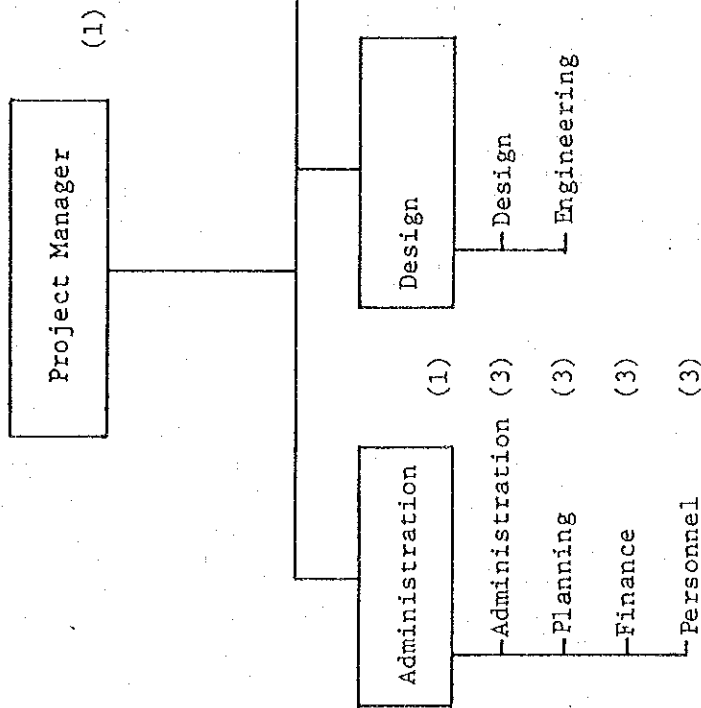 Project Manager
(1)
Administration
(1)
Administration (3)
Planning (3)
Finance (3)
Personnel (3)
Design
Design
Engineering